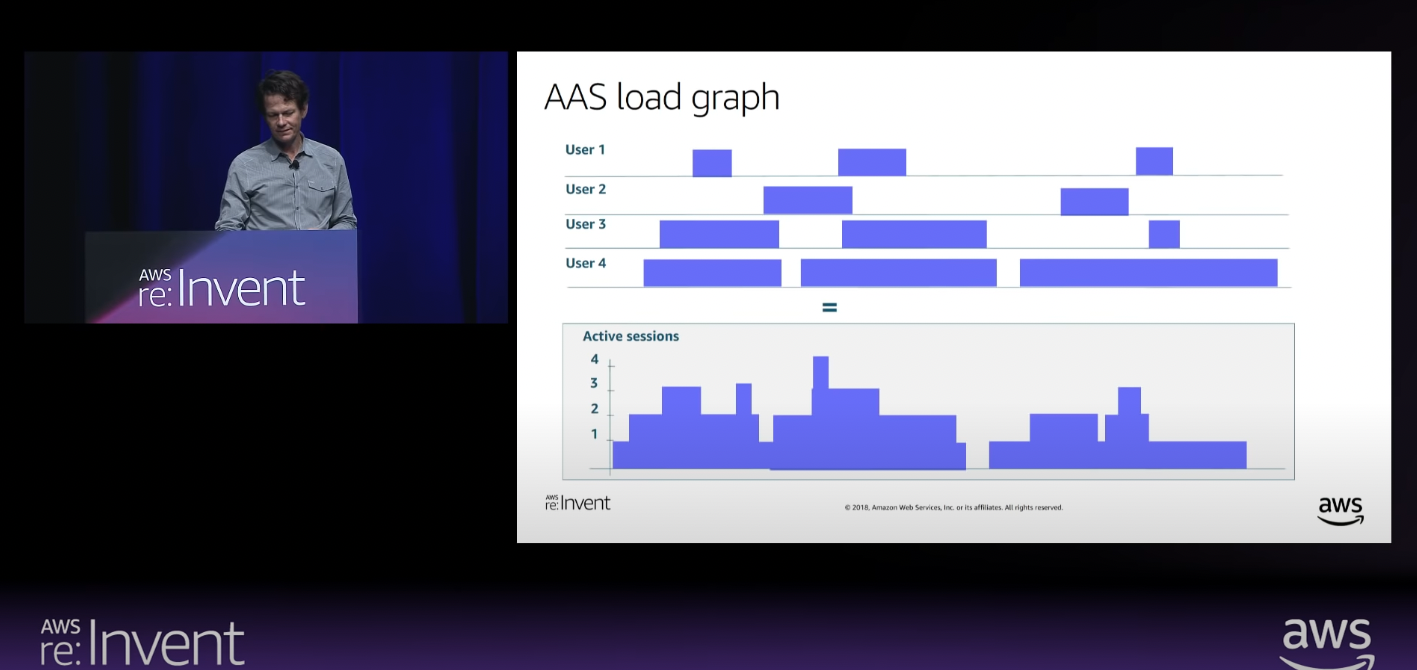 AAS load graph
User 1
User 2
User 3
User 4
=
Active sessions
4
3
2
1
AWS
re:Invent
© 2018, Amazon Web Services, Inc. or its affiliates. All rights reserved.
aws
AWS
re:Invent
AWS
re:Invent
aws